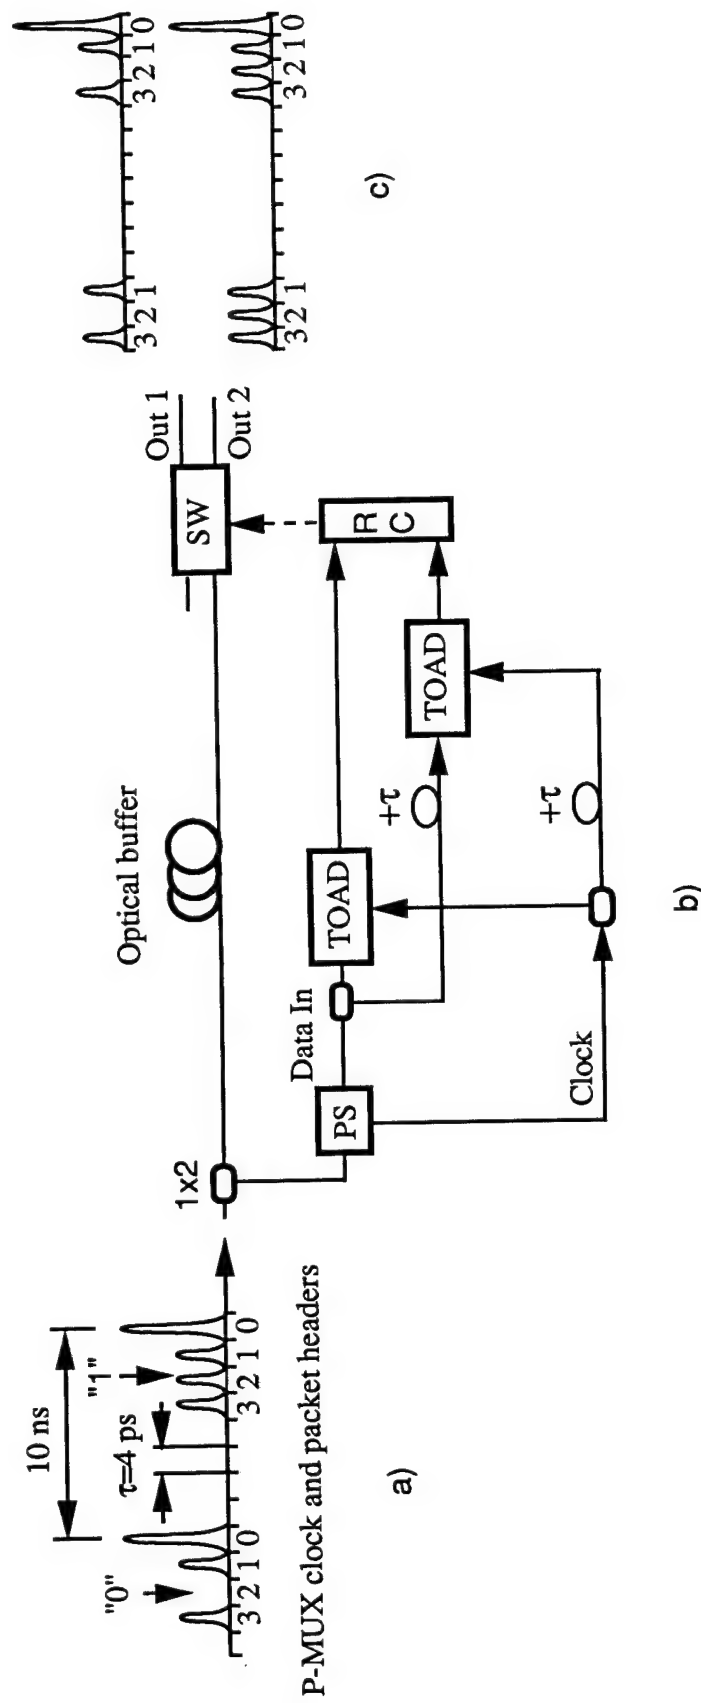 10 ns
"0"
τ=4 ps
"1"
3 2 1 0
3 2 1 0
P-MUX clock and packet headers
a)
1x2
Optical buffer
SW
Out 1
Out 2
PS
Data In
TOAD
+τ
TOAD
R C
Clock
+τ
b)
3 2 1
3 2 1 0
3 2 1
3 2 1 0
c)